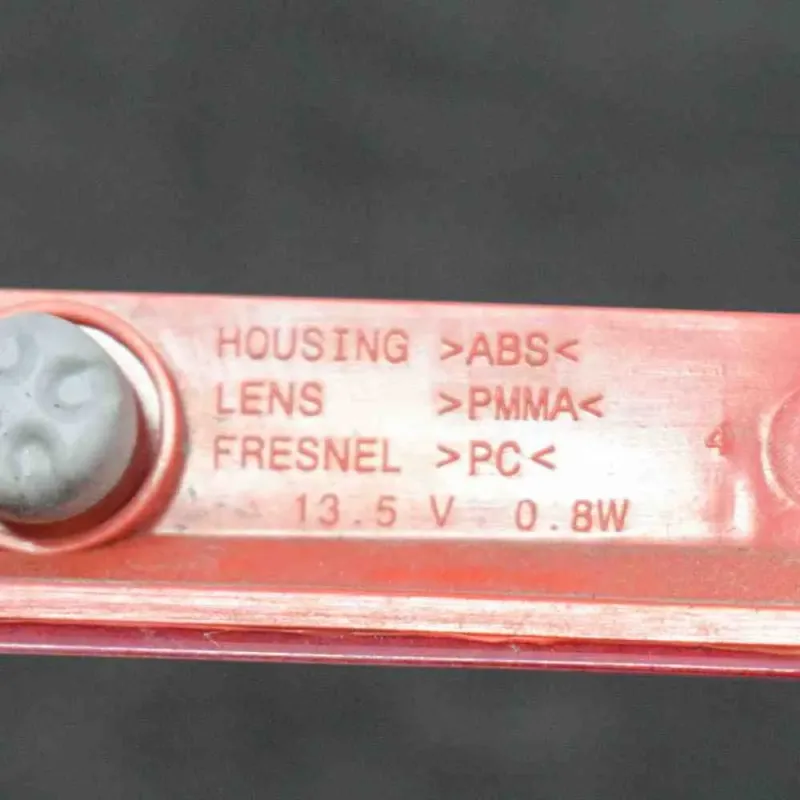 HOUSING >ABS<
LENS >PMMA<
FRESNEL >PC<
4
13.5 V 0.8W